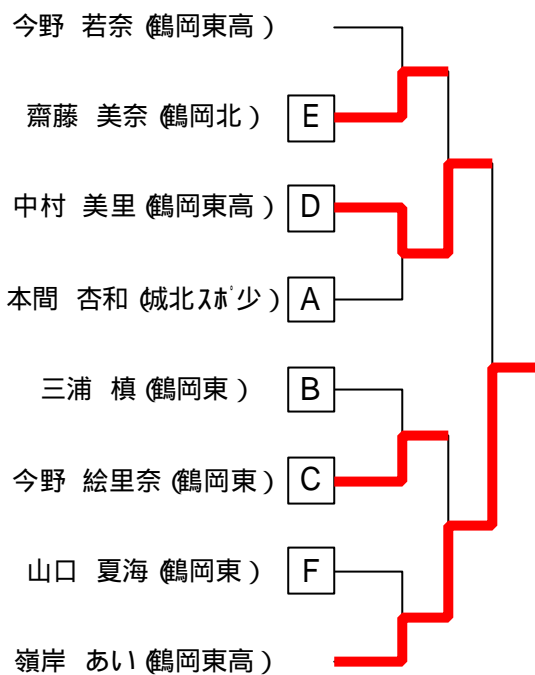 今野 若奈 (鶴岡東高)
齋藤 美奈 (鶴岡北) E
中村 美里 (鶴岡東高) D
本間 杏和 (城北スポ少) A
三浦 槙 (鶴岡東) B
今野 絵里奈 (鶴岡東) C
山口 夏海 (鶴岡東) F
嶺岸 あい (鶴岡東高)